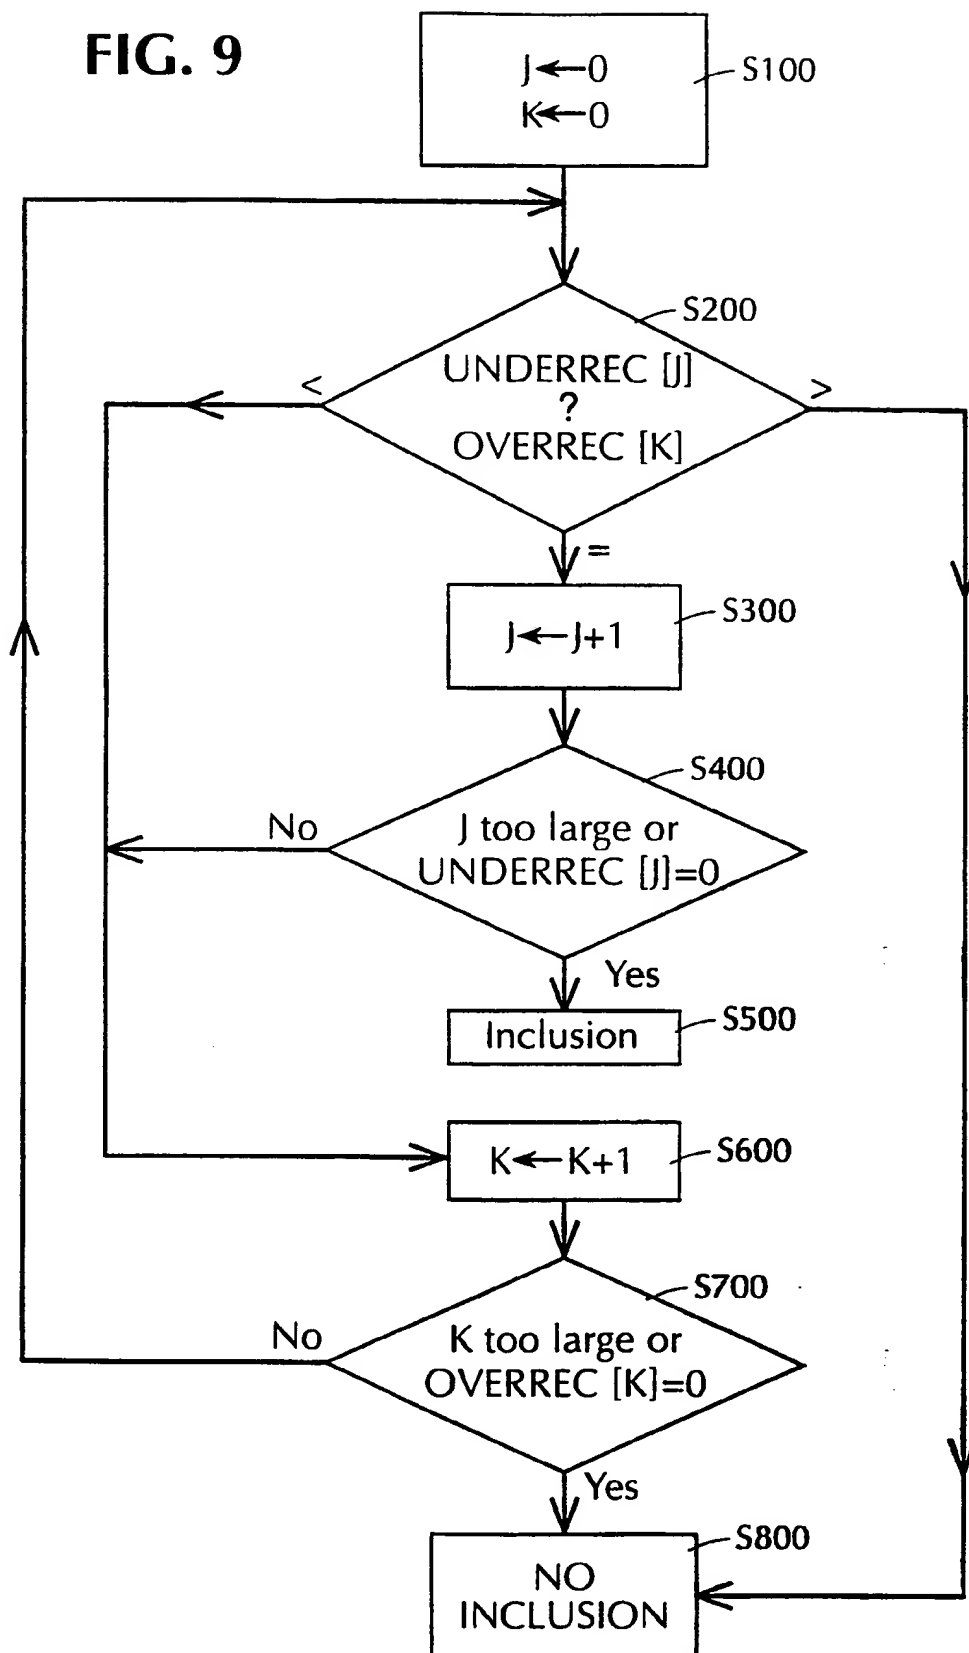 FIG. 9
J←0
K←0
S100
S200
UNDERREC [J]
?
OVERREC [K]
<
>
=
J←J+1
S300
S400
J too large or
UNDERREC [J]=0
No
Yes
Inclusion
S500
K←K+1
S600
S700
K too large or
OVERREC [K]=0
No
Yes
S800
NO
INCLUSION